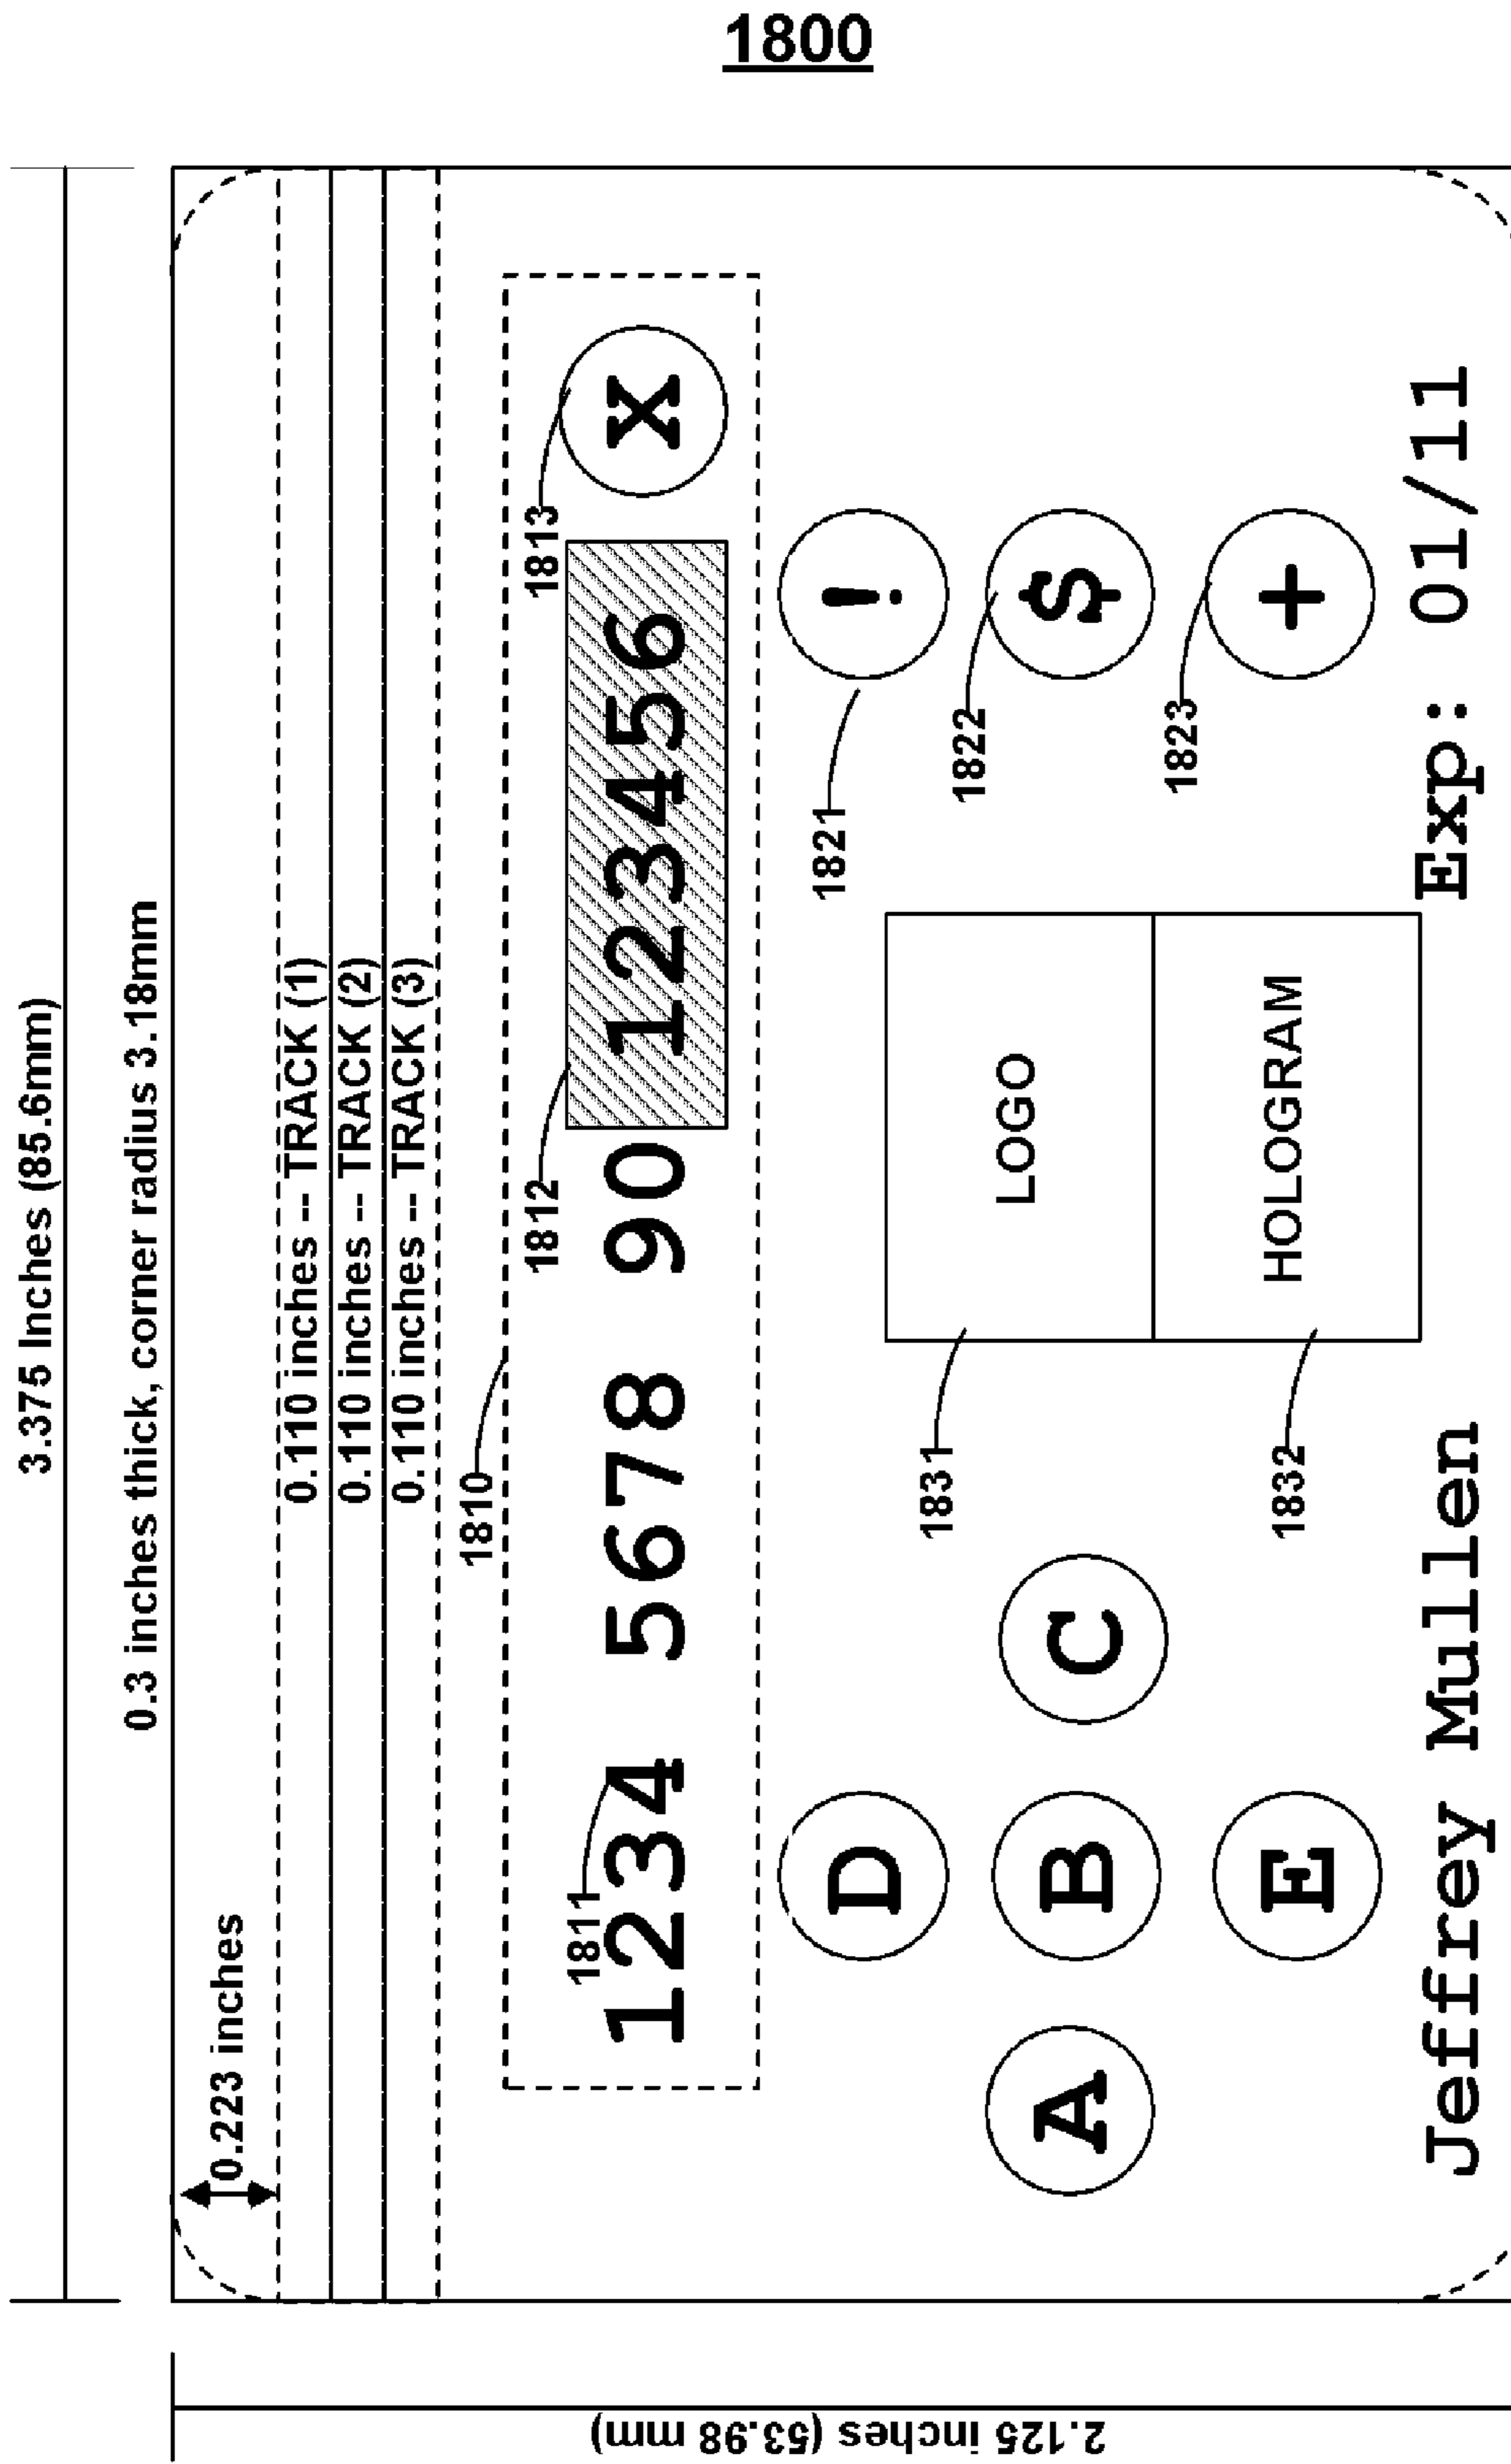 1800
3.375 Inches (85.6mm)
0.3 inches thick, corner radius 3.18mm
0.223 inches
0.110 inches -- TRACK (1)
0.110 inches -- TRACK (2)
0.110 inches -- TRACK (3)
1810
1811
1812
1813
1234 5678 90 123456 X
D
1821
!
A
B
C
1831
LOGO
1822
$
E
1832
HOLOGRAM
1823
+
Jeffrey Mullen
Exp: 01/11
2.125 inches (53.98 mm)